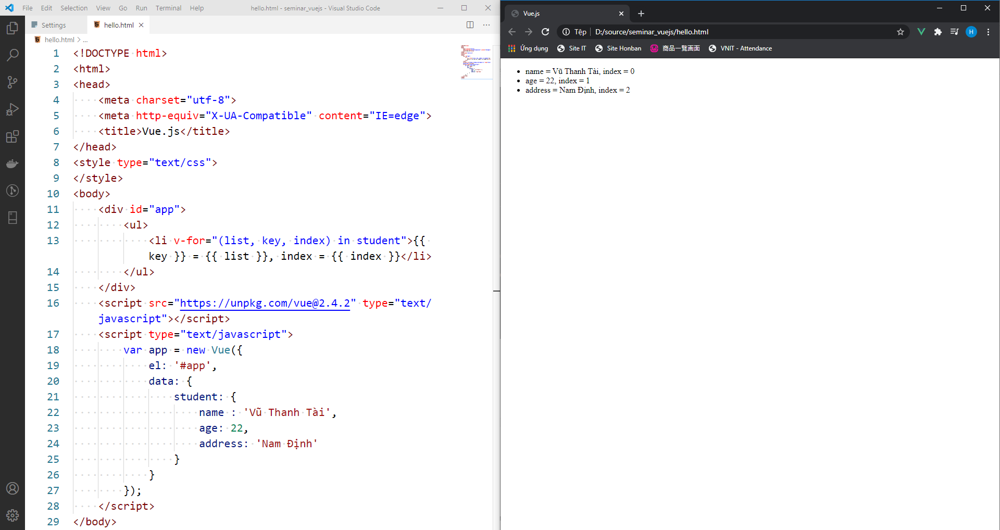 File Edit Selection View Go Run Terminal Help hello.html - seminar_vuejs - Visual Studio Code
Settings hello.html
hello.html > ...
1 <!DOCTYPE html>
2 <html>
3 <head>
4 <meta charset="utf-8">
5 <meta http-equiv="X-UA-Compatible" content="IE=edge">
6 <title>Vue.js</title>
7 </head>
8 <style type="text/css">
9 </style>
10 <body>
11 <div id="app">
12 <ul>
13 <li v-for="(list, key, index) in student">{{
key }} = {{ list }}, index = {{ index }}</li>
14 </ul>
15 </div>
16 <script src="https://unpkg.com/vue@2.4.2" type="text/
javascript"></script>
17 <script type="text/javascript">
18 var app = new Vue({
19 el: '#app',
20 data: {
21 student: {
22 name : 'Vũ Thanh Tài',
23 age: 22,
24 address: 'Nam Định'
25 }
26 }
27 });
28 </script>
29 </body>
Vue.js
Tệp D:/source/seminar_vuejs/hello.html H
Ứng dụng Site IT Site Honban 商品一覧画面 VNIT - Attendance
• name = Vũ Thanh Tài, index = 0
• age = 22, index = 1
• address = Nam Định, index = 2